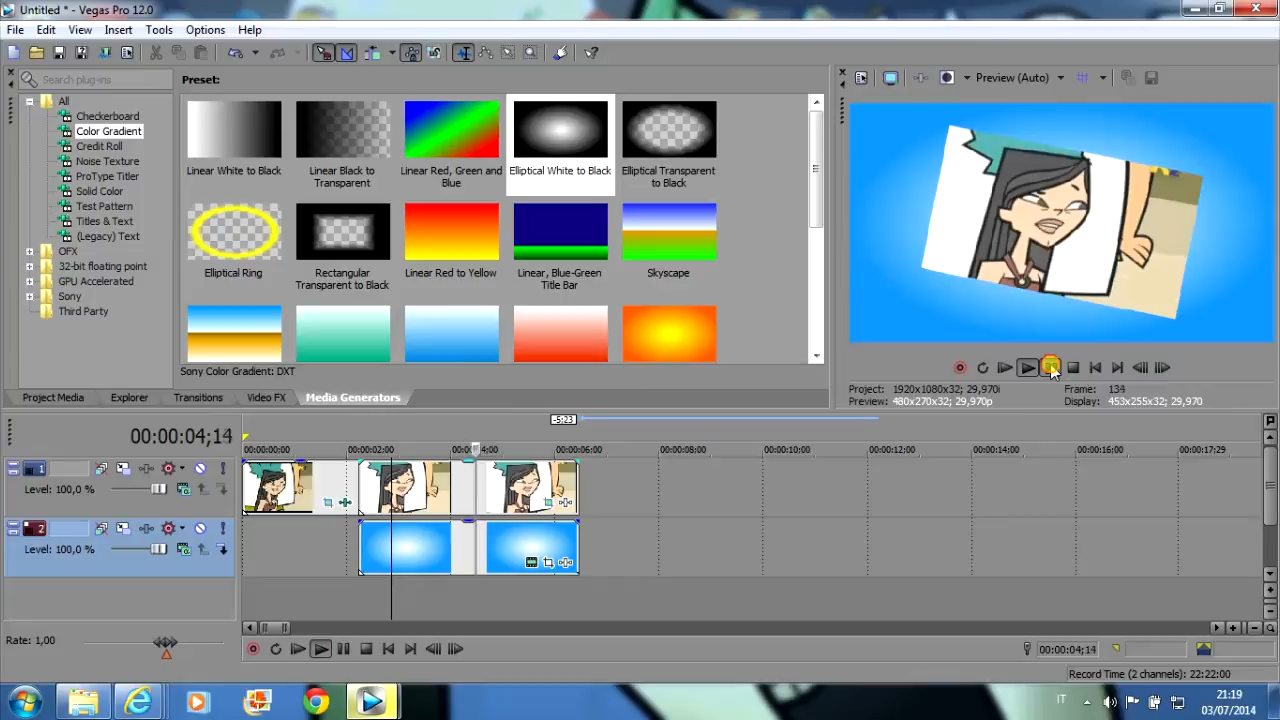 Untitled * - Vegas Pro 12.0
File Edit View Insert Tools Options Help
Search plug-ins
Preset:
Preview (Auto)
All
Checkerboard
Color Gradient
Credit Roll
Noise Texture
ProType Titler
Solid Color
Test Pattern
Titles & Text
(Legacy) Text
OFX
32-bit floating point
GPU Accelerated
Sony
Third Party
Linear White to Black
Linear Black to Transparent
Linear Red, Green and Blue
Elliptical White to Black
Elliptical Transparent to Black
Elliptical Ring
Rectangular Transparent to Black
Linear Red to Yellow
Linear, Blue-Green Title Bar
Skyscape
Sony Color Gradient: DXT
Project Media Explorer Transitions Video FX Media Generators
Project: 1920x1080x32; 29,970i Frame: 134
Preview: 480x270x32; 29,970p Display: 453x255x32; 29,970
-5:23
00:00:04;14
00:00:00;00 00:00:02;00 00:00:06;00 00:00:08;00 00:00:10;00 00:00:12;00 00:00:14;00 00:00:16;00 00:00:17;29
1
Level: 100,0 %
2
Level: 100,0 %
Rate: 1,00
00:00:04;14
Record Time (2 channels): 22:22:00
IT
21:19
03/07/2014